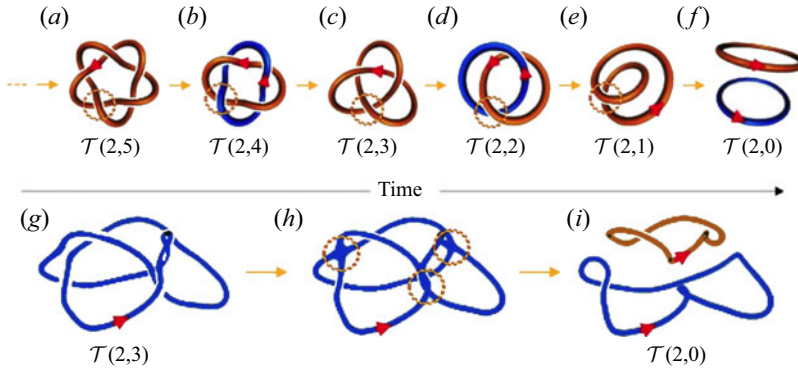 (a) (b) (c) (d) (e) (f)
𝒯(2,5) 𝒯(2,4) 𝒯(2,3) 𝒯(2,2) 𝒯(2,1) 𝒯(2,0)
Time
(g) (h) (i)
𝒯(2,3) 𝒯(2,0)